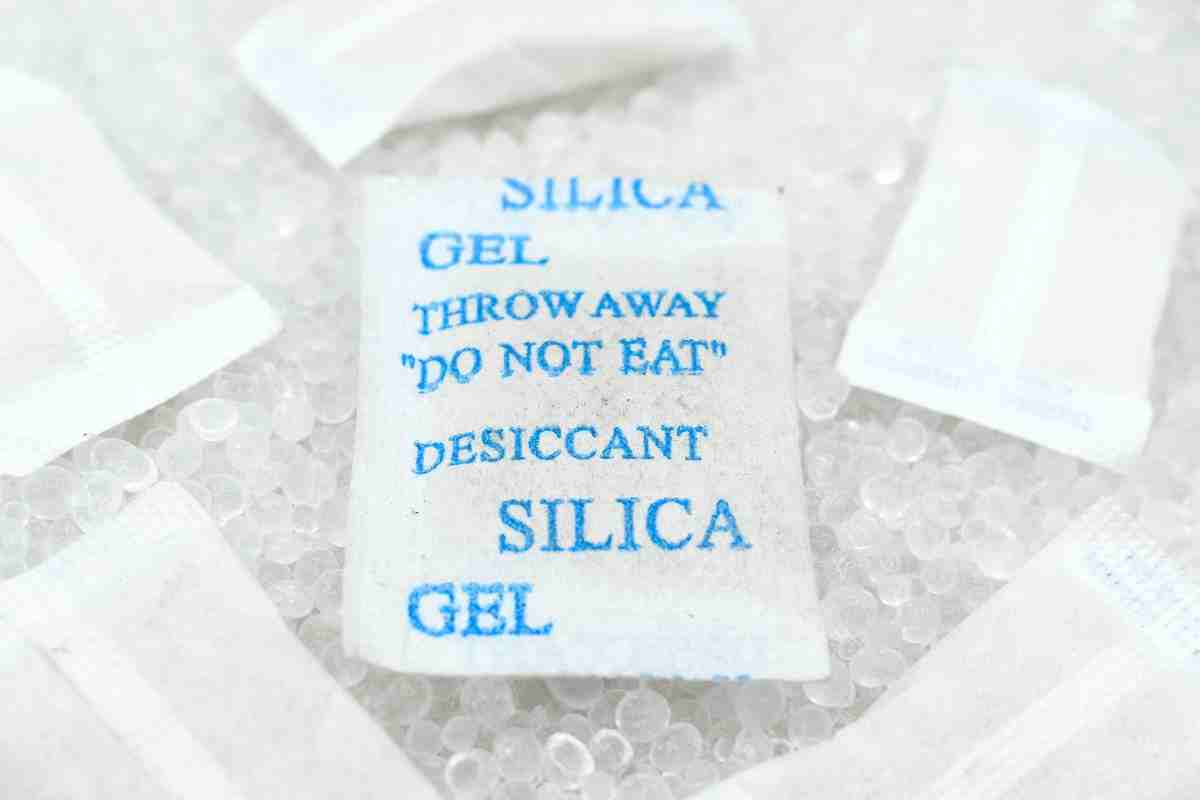 SILICA
GEL
THROW AWAY
"DO NOT EAT"
DESICCANT
SILICA
GEL